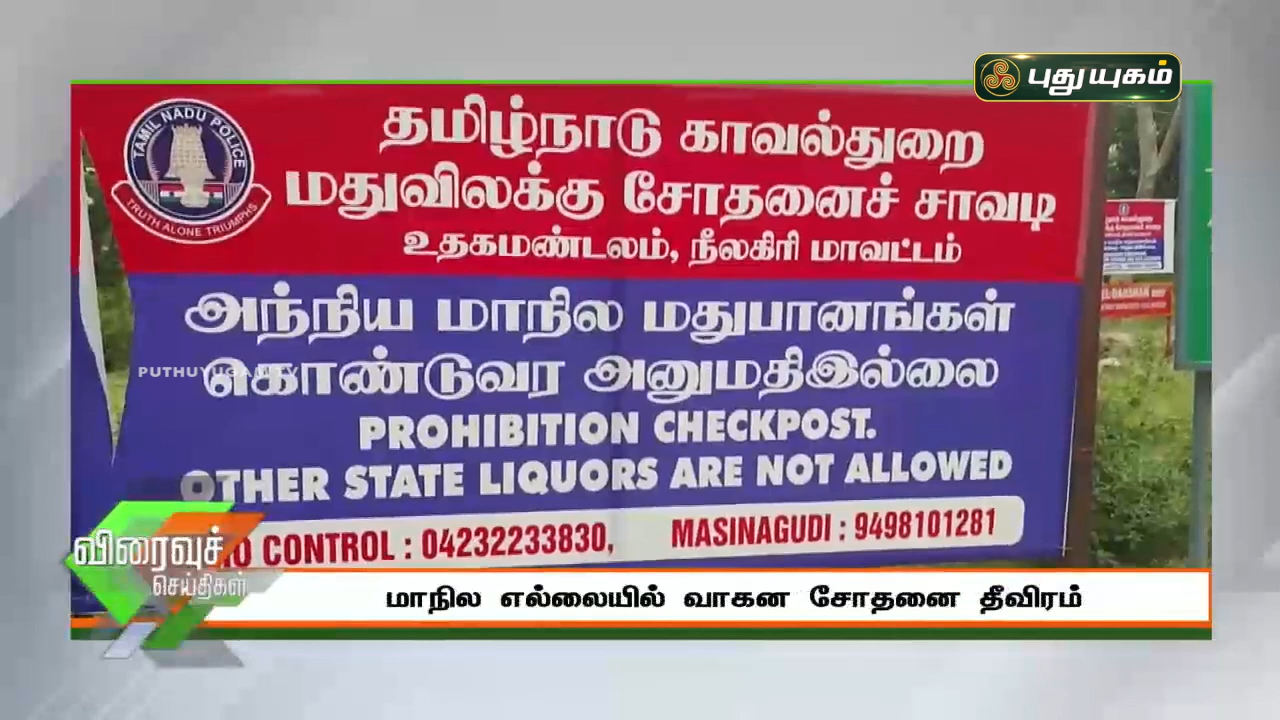 புதுயுகம்
TAMIL NADU POLICE
TRUTH ALONE TRIUMPHS
தமிழ்நாடு காவல்துறை
மதுவிலக்கு சோதனைச் சாவடி
உதகமண்டலம், நீலகிரி மாவட்டம்
அந்நிய மாநில மதுபானங்கள்
கொண்டுவர அனுமதிஇல்லை
PUTHUYUGAM TV
PROHIBITION CHECKPOST.
OTHER STATE LIQUORS ARE NOT ALLOWED
CONTROL : 04232233830, MASINAGUDI : 9498101281
விரைவுச்
செய்திகள்
மாநில எல்லையில் வாகன சோதனை தீவிரம்